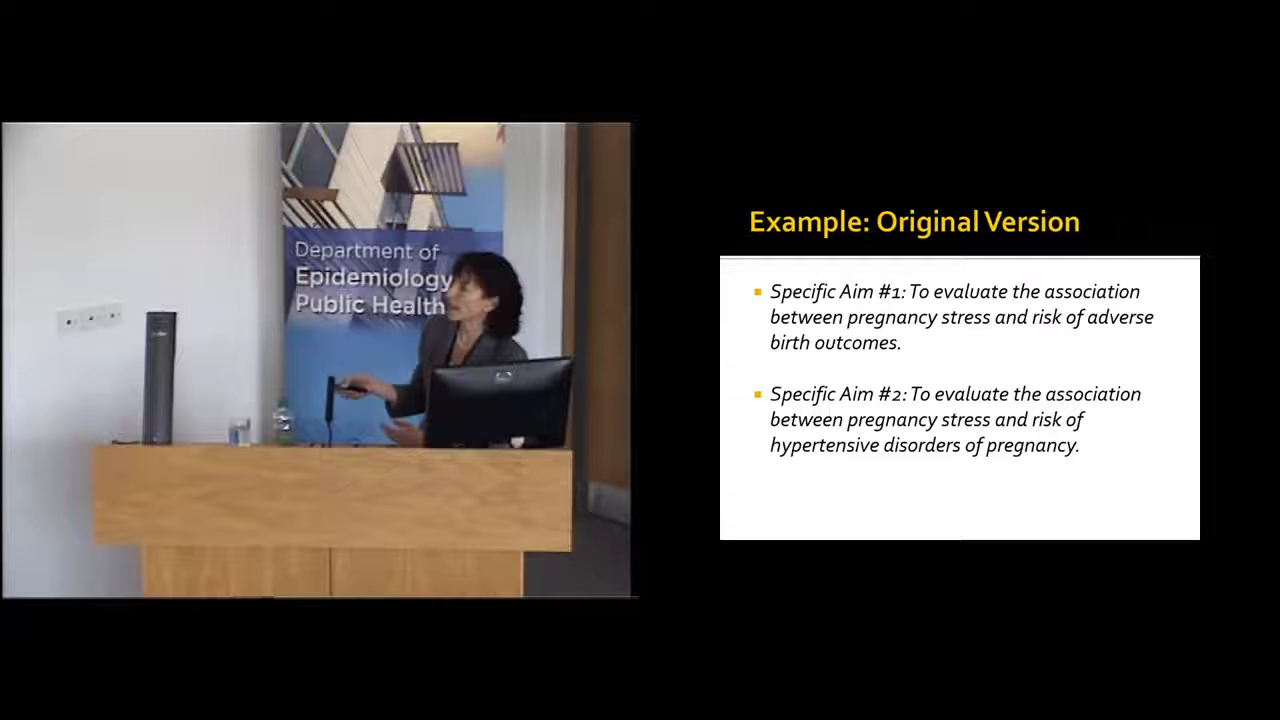 Department of
Epidemiology
Public Health
Example: Original Version
Specific Aim #1: To evaluate the association
between pregnancy stress and risk of adverse
birth outcomes.
Specific Aim #2: To evaluate the association
between pregnancy stress and risk of
hypertensive disorders of pregnancy.